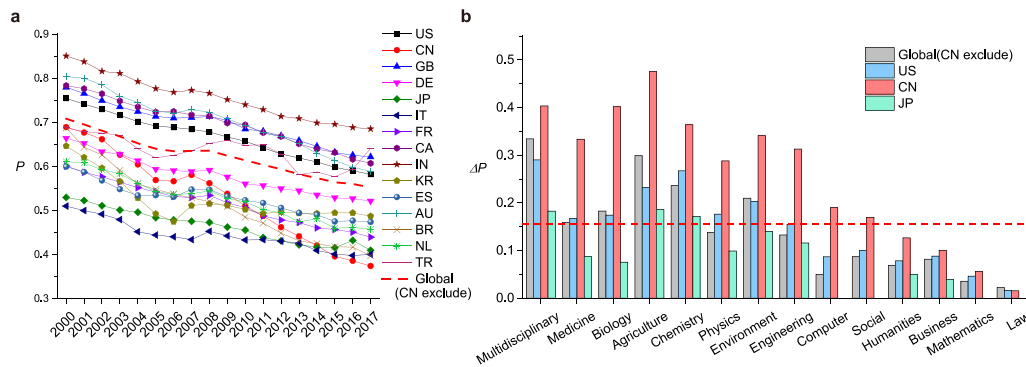 a
P
0.9
0.8
0.7
0.6
0.5
0.4
0.3
2000
2001
2002
2003
2004
2005
2006
2007
2008
2009
2010
2011
2012
2013
2014
2015
2016
2017
US
CN
GB
DE
JP
IT
FR
CA
IN
KR
ES
AU
BR
NL
TR
Global
(CN exclude)
b
ΔP
0.5
0.4
0.3
0.2
0.1
0.0
Global(CN exclude)
US
CN
JP
Multidisciplinary
Medicine
Biology
Agriculture
Chemistry
Physics
Environment
Engineering
Computer
Social
Humanities
Business
Mathematics
Law